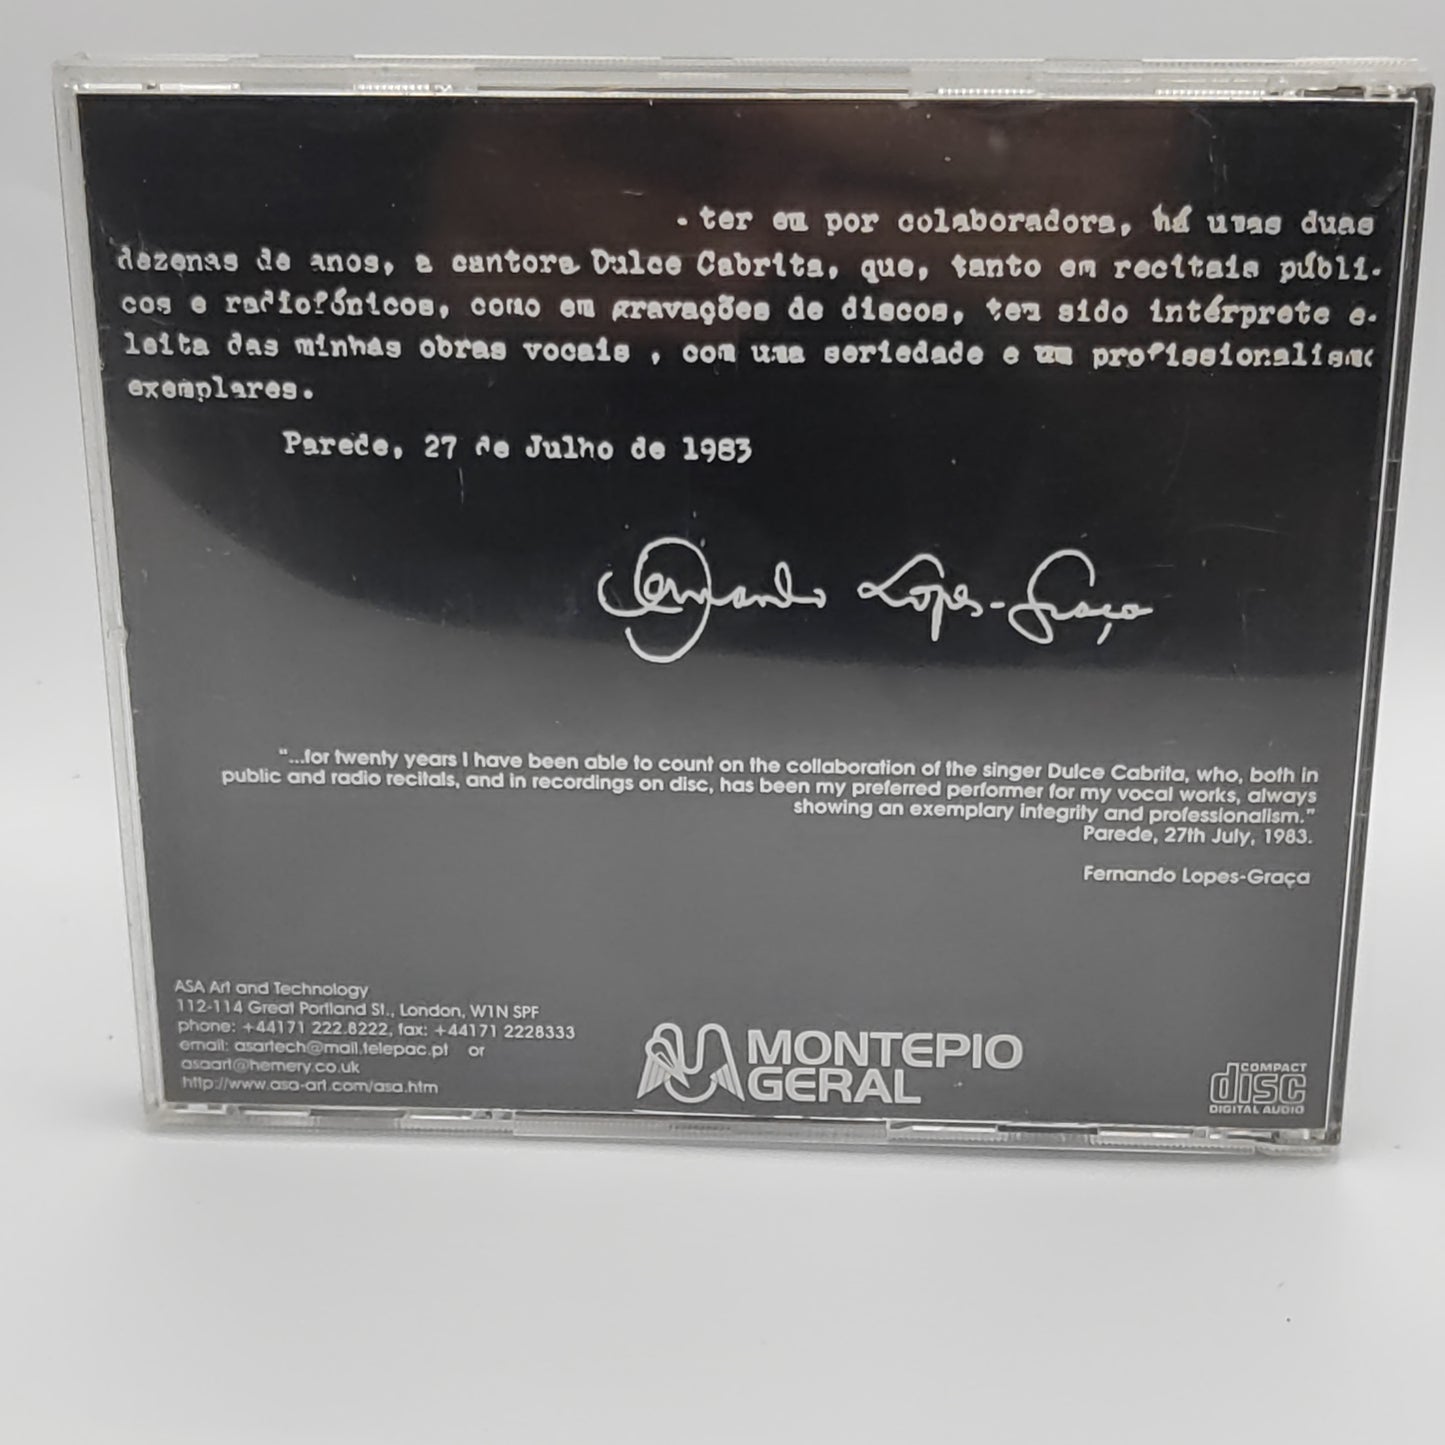 . ter eu por colaboradora, há umas duas
dezenas de anos, a cantora Dulce Cabrita, que, tanto em recitais públi-
cos e radiofónicos, como em gravações de discos, tem sido intérprete e-
leita das minhas obras vocais , com uma seriedade e um profissionalismo
exemplares.
Parede, 27 de Julho de 1983
Fernando Lopes-Graça
"...for twenty years I have been able to count on the collaboration of the singer Dulce Cabrita, who, both in
public and radio recitals, and in recordings on disc, has been my preferred performer for my vocal works, always
showing an exemplary integrity and professionalism."
Parede, 27th July, 1983.
Fernando Lopes-Graça
ASA Art and Technology
112-114 Great Portland St., London, W1N SPF
phone: +44171 222.8222, fax: +44171 2228333
email: asartech@mail.telepac.pt or
asaart@hemery.co.uk
http://www.asa-art.com/asa.htm
MONTEPIO
GERAL
COMPACT
disc
DIGITAL AUDIO